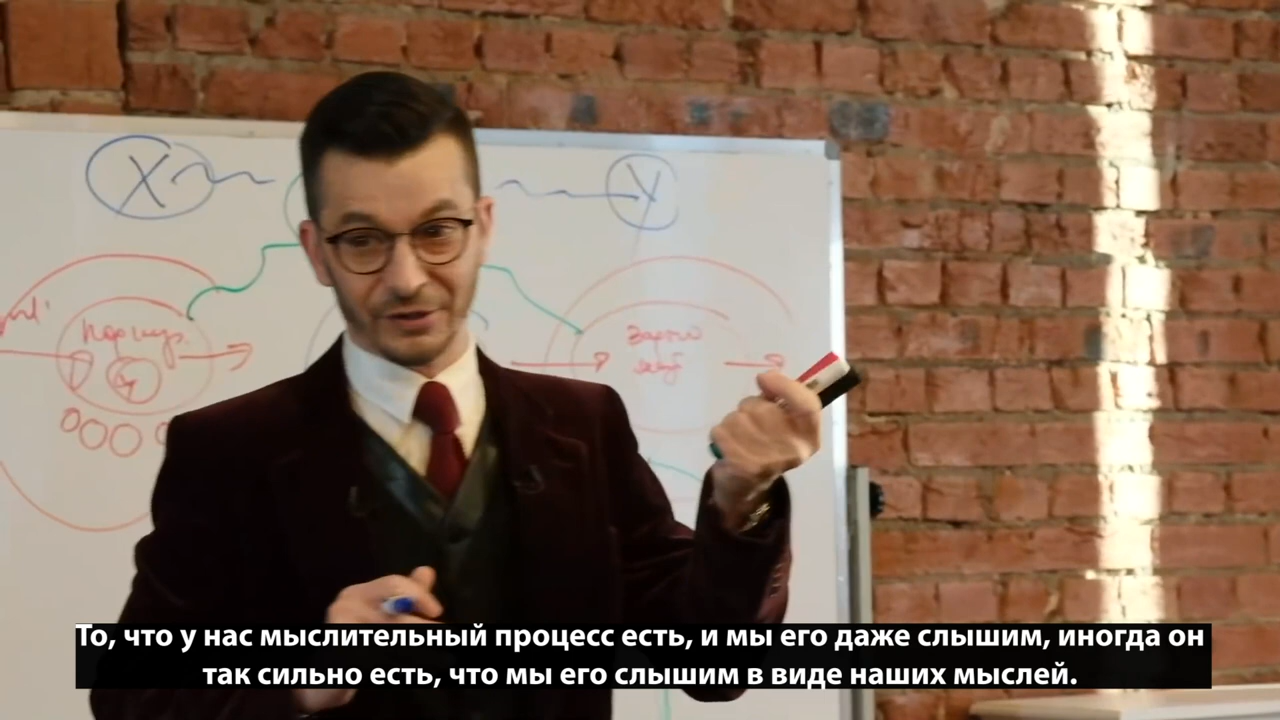 X
У
То, что у нас мыслительный процесс есть, и мы его даже слышим, иногда он
так сильно есть, что мы его слышим в виде наших мыслей.